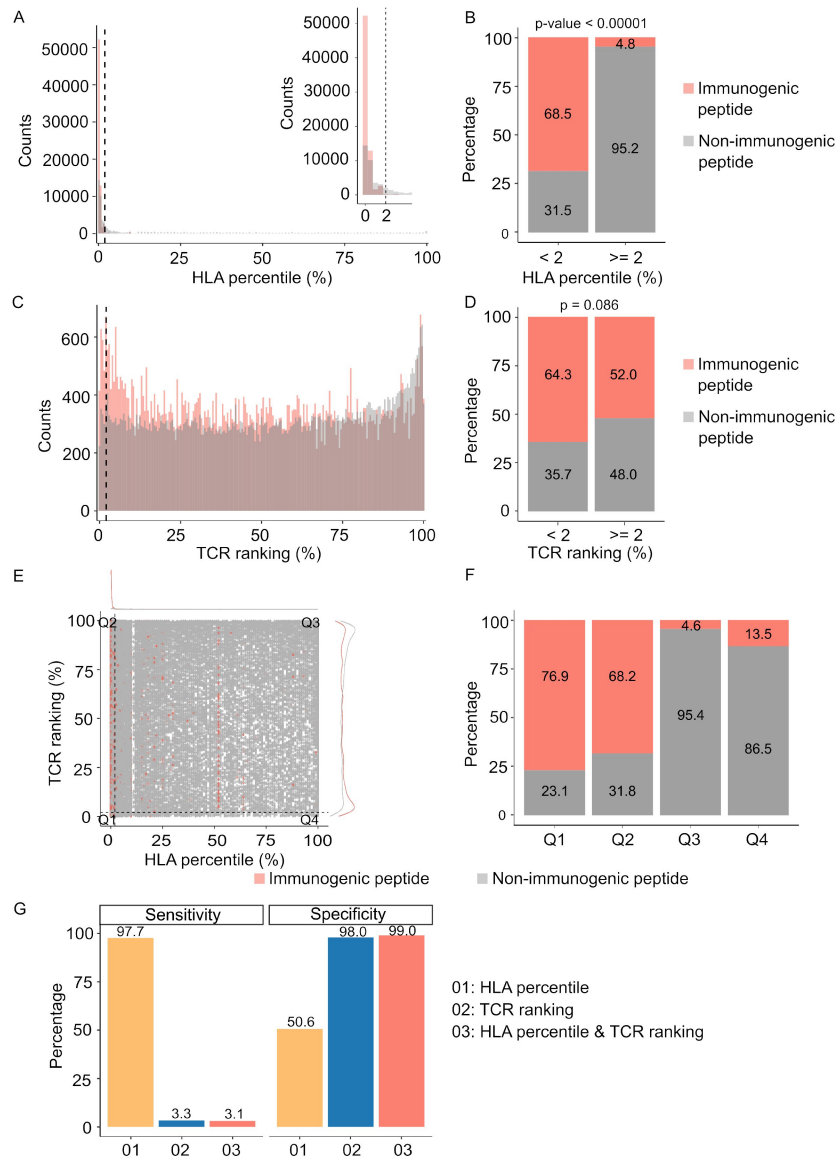 A
50000
40000
30000
20000
10000
0
Counts
0
25
50
75
100
HLA percentile (%)
50000
40000
30000
20000
10000
0
Counts
0 2
B
p-value < 0.00001
100
75
50
25
0
Percentage
4.8
68.5
95.2
31.5
< 2
>= 2
HLA percentile (%)
Immunogenic
peptide
Non-immunogenic
peptide
C
600
400
200
0
Counts
0
25
50
75
100
TCR ranking (%)
D
p = 0.086
100
75
50
25
0
Percentage
64.3
52.0
35.7
48.0
< 2
>= 2
TCR ranking (%)
Immunogenic
peptide
Non-immunogenic
peptide
E
100
75
50
25
0
TCR ranking (%)
Q2
Q3
Q1
Q4
0
25
50
75
100
HLA percentile (%)
F
100
75
50
25
0
Percentage
4.6
13.5
76.9
68.2
95.4
86.5
23.1
31.8
Q1
Q2
Q3
Q4
Immunogenic peptide
Non-immunogenic peptide
G
Sensitivity
Specificity
100
75
50
25
0
Percentage
97.7
3.3
3.1
50.6
98.0
99.0
01
02
03
01
02
03
01: HLA percentile
02: TCR ranking
03: HLA percentile & TCR ranking